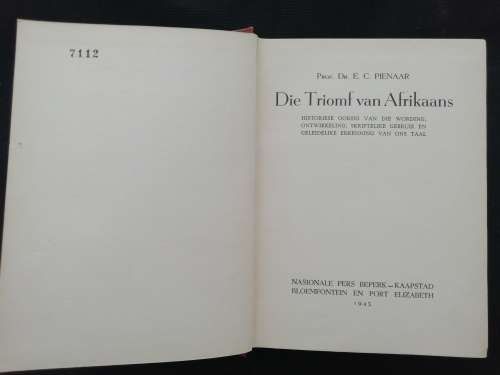 7112
PROF. DR. E. C. PIENAAR
Die Triomf van Afrikaans
HISTORIESE OORSIG VAN DIE WORDING,
ONTWIKKELING, SKRIFTELIKE GEBRUIK EN
GELEIDELIKE ERKENNING VAN ONS TAAL
NASIONALE PERS BEPERK—KAAPSTAD
BLOEMFONTEIN EN PORT ELIZABETH
1943